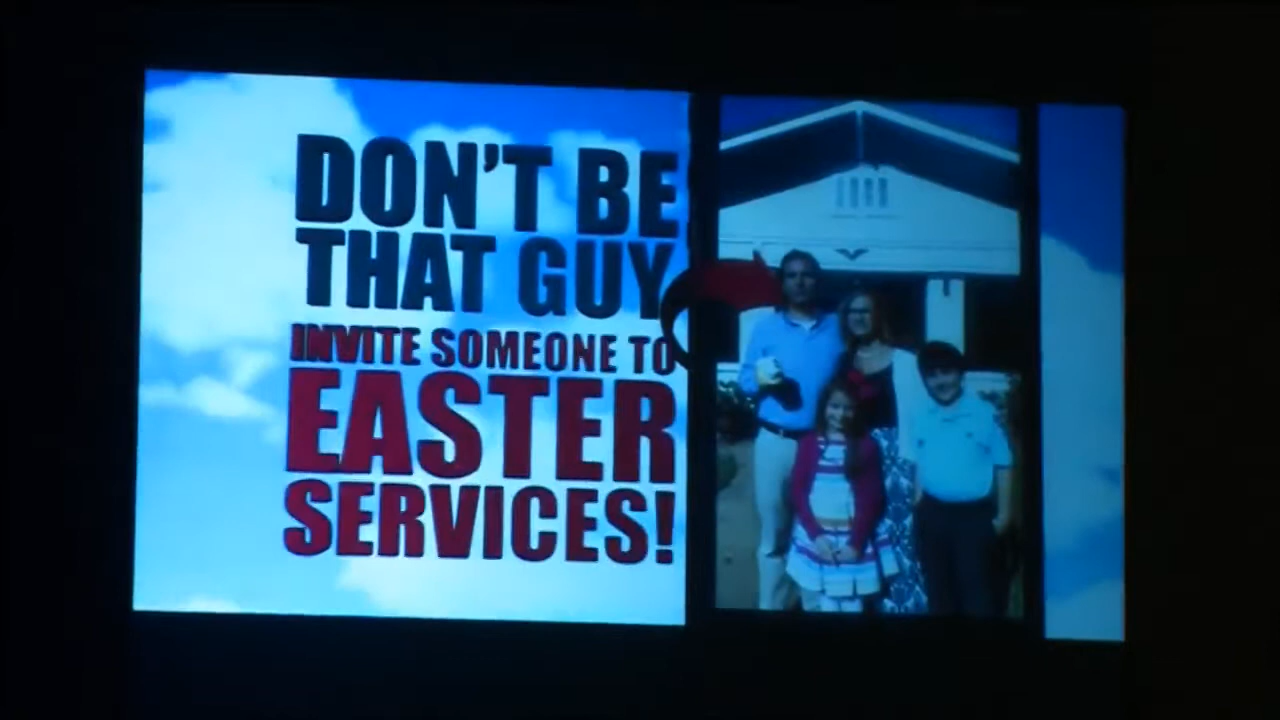 DON'T BE
THAT GUY
INVITE SOMEONE TO
EASTER
SERVICES!